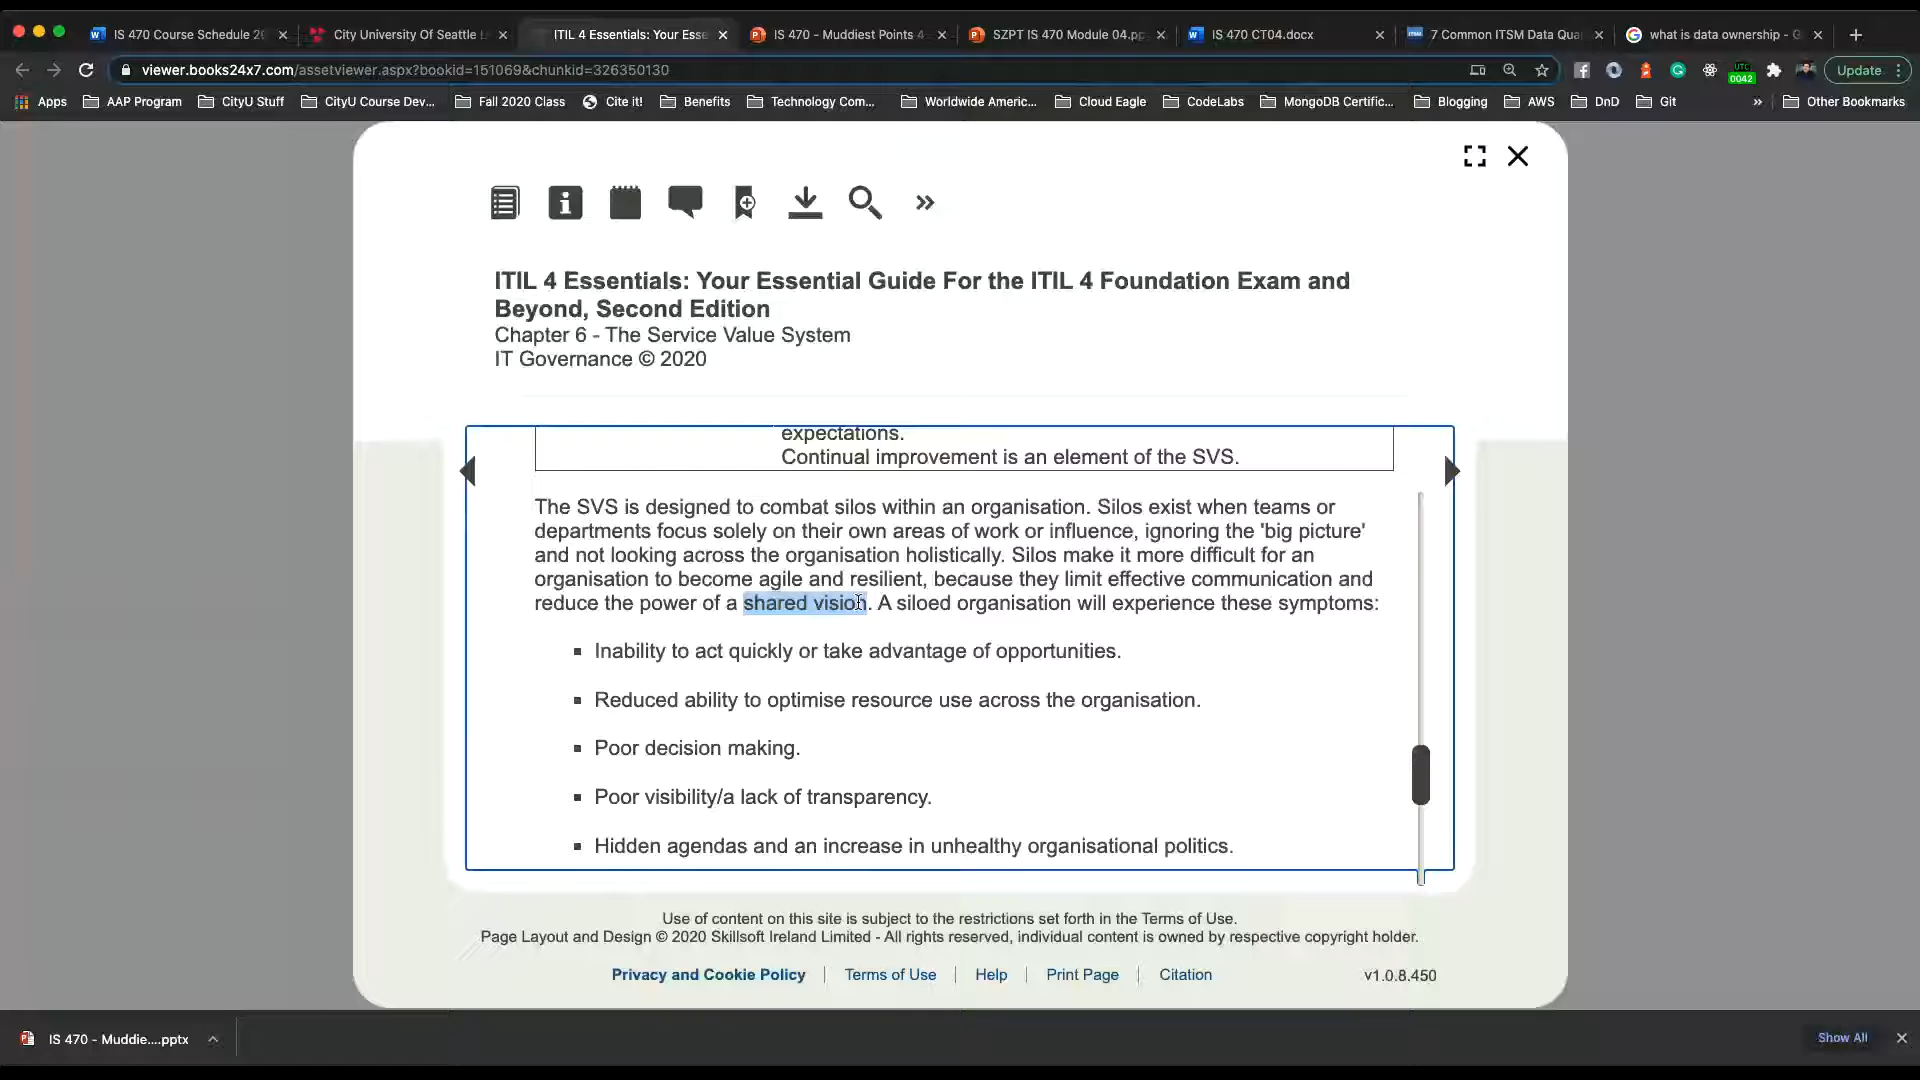 IS 470 Course Schedule 20
City University Of Seattle L
ITIL 4 Essentials: Your Esse
IS 470 - Muddiest Points 4
SZPT IS 470 Module 04.pp
IS 470 CT04.docx
7 Common ITSM Data Qua
what is data ownership - G
viewer.books24x7.com/assetviewer.aspx?bookid=151069&chunkid=326350130
UTC
0042
Update
Apps
AAP Program
CityU Stuff
CityU Course Dev...
Fall 2020 Class
Cite it!
Benefits
Technology Com...
Worldwide Americ...
Cloud Eagle
CodeLabs
MongoDB Certific...
Blogging
AWS
DnD
Git
»
Other Bookmarks
ITIL 4 Essentials: Your Essential Guide For the ITIL 4 Foundation Exam and
Beyond, Second Edition
Chapter 6 - The Service Value System
IT Governance © 2020
expectations.
Continual improvement is an element of the SVS.
The SVS is designed to combat silos within an organisation. Silos exist when teams or
departments focus solely on their own areas of work or influence, ignoring the 'big picture'
and not looking across the organisation holistically. Silos make it more difficult for an
organisation to become agile and resilient, because they limit effective communication and
reduce the power of a shared vision. A siloed organisation will experience these symptoms:
Inability to act quickly or take advantage of opportunities.
Reduced ability to optimise resource use across the organisation.
Poor decision making.
Poor visibility/a lack of transparency.
Hidden agendas and an increase in unhealthy organisational politics.
Use of content on this site is subject to the restrictions set forth in the Terms of Use.
Page Layout and Design © 2020 Skillsoft Ireland Limited - All rights reserved, individual content is owned by respective copyright holder.
Privacy and Cookie Policy | Terms of Use | Help | Print Page | Citation
v1.0.8.450
IS 470 - Muddie....pptx
Show All